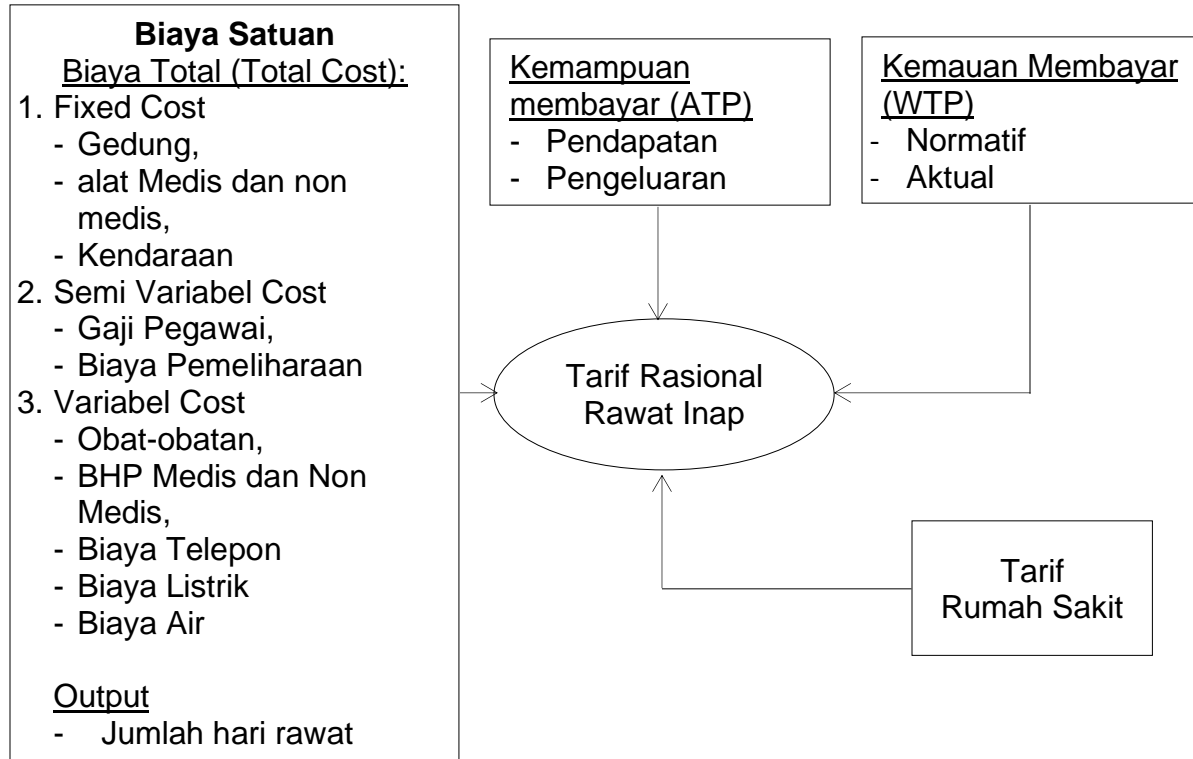 Biaya Satuan
Biaya Total (Total Cost):
1. Fixed Cost
- Gedung,
- alat Medis dan non
medis,
- Kendaraan
2. Semi Variabel Cost
- Gaji Pegawai,
- Biaya Pemeliharaan
3. Variabel Cost
- Obat-obatan,
- BHP Medis dan Non
Medis,
- Biaya Telepon
- Biaya Listrik
- Biaya Air
Output
- Jumlah hari rawat
Kemampuan
membayar (ATP)
- Pendapatan
- Pengeluaran
Kemauan Membayar
(WTP)
- Normatif
- Aktual
Tarif Rasional
Rawat Inap
Tarif
Rumah Sakit